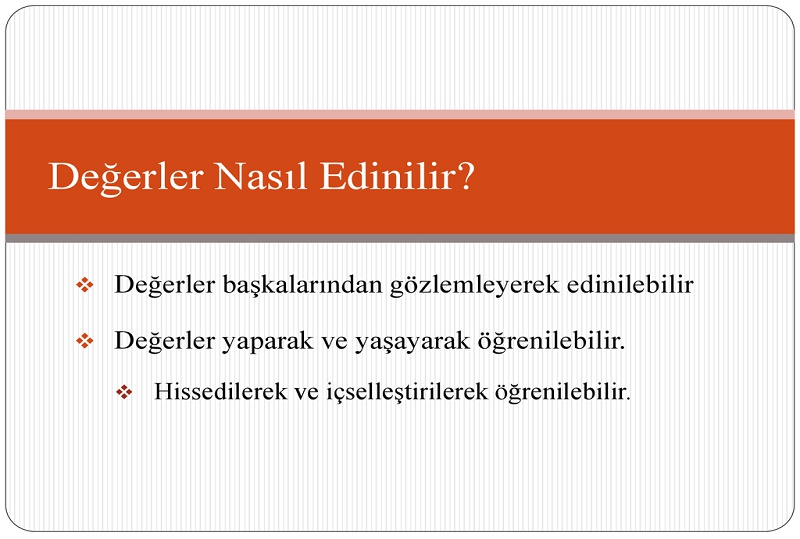 Değerler Nasıl Edinilir?
Değerler başkalarından gözlemleyerek edinilebilir
Değerler yaparak ve yaşayarak öğrenilebilir.
Hissedilerek ve içselleştirilerek öğrenilebilir.